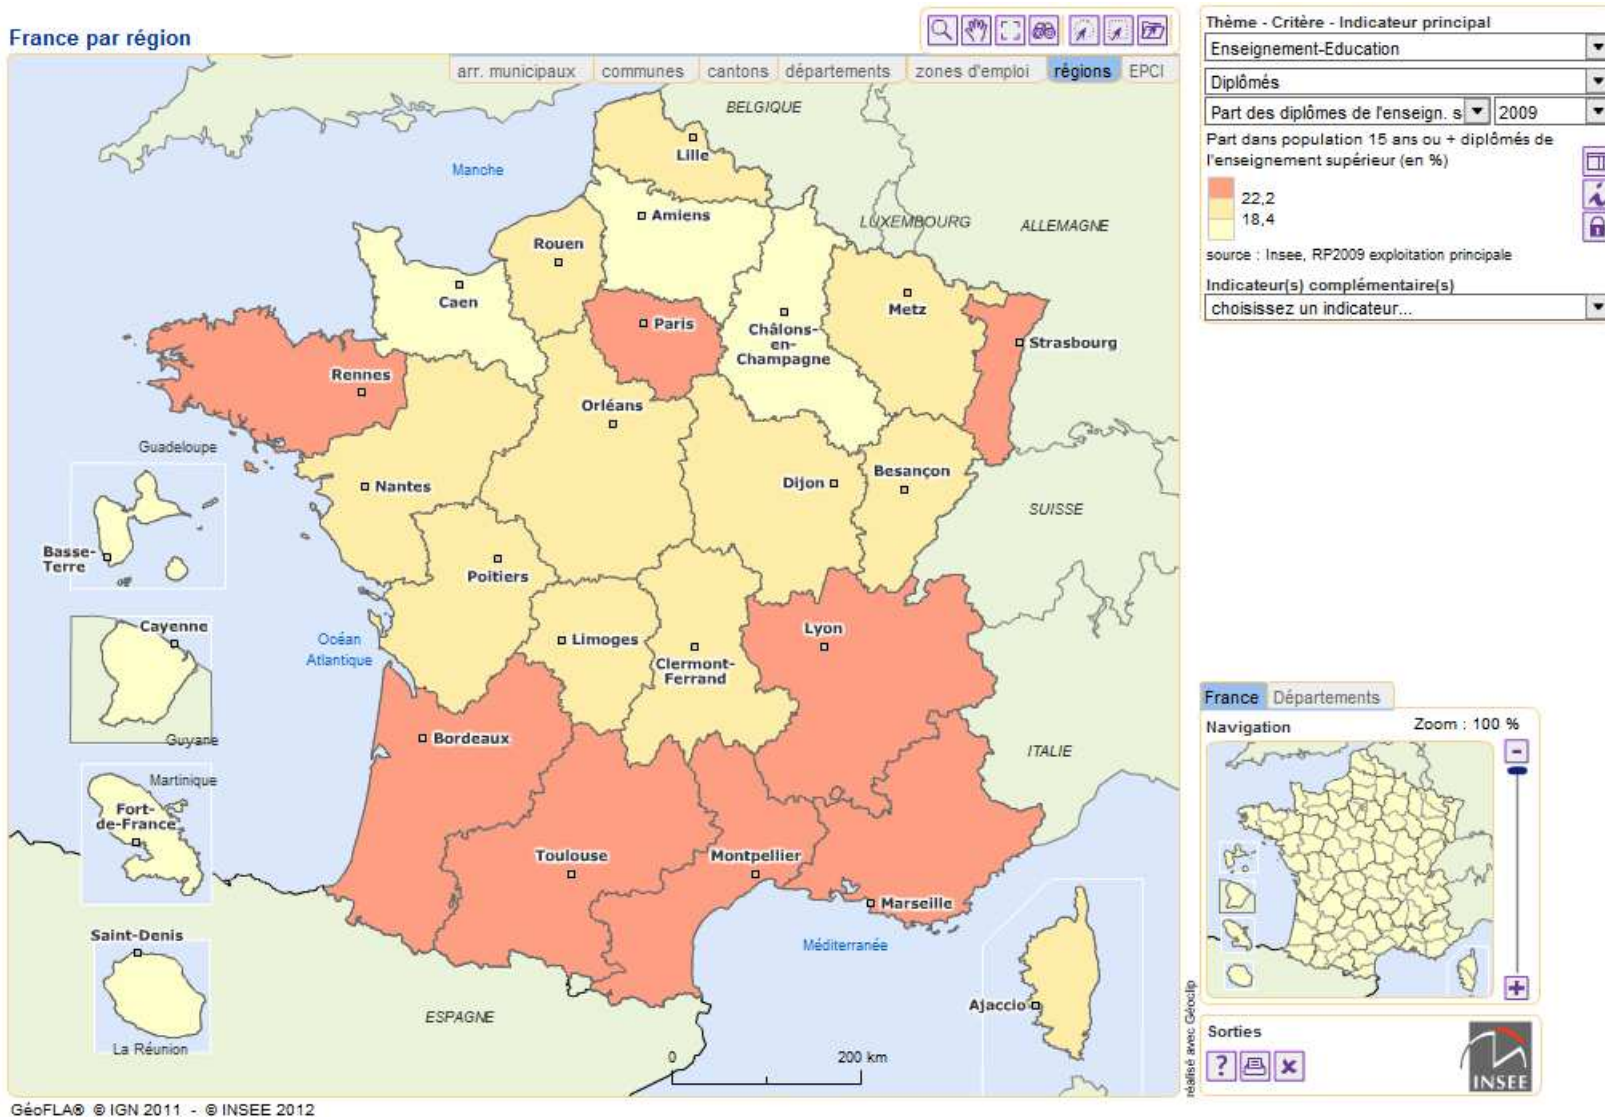 France par région
arr. municipaux
communes
cantons
départements
zones d'emploi
régions
EPCI
BELGIQUE
Lille
Manche
Amiens
LUXEMBOURG
ALLEMAGNE
Rouen
Caen
Metz
Paris
Châlons-
en-
Champagne
Strasbourg
Rennes
Orléans
Guadeloupe
Nantes
Dijon
Besançon
SUISSE
Basse-
Terre
Poitiers
Cayenne
Océan
Atlantique
Limoges
Lyon
Clermont-
Ferrand
Guyane
Bordeaux
ITALIE
Martinique
Fort-
de-France
Toulouse
Montpellier
Marseille
Saint-Denis
Méditerranée
Ajaccio
ESPAGNE
La Réunion
0
200 km
réalisé avec Géoclip
GéoFLA® © IGN 2011 - © INSEE 2012
Thème - Critère - Indicateur principal
Enseignement-Education
Diplômés
Part des diplômes de l'enseign. s
2009
Part dans population 15 ans ou + diplômés de
l'enseignement supérieur (en %)
22,2
18,4
source : Insee, RP2009 exploitation principale
Indicateur(s) complémentaire(s)
choisissez un indicateur...
France
Départements
Navigation
Zoom : 100 %
Sorties
INSEE